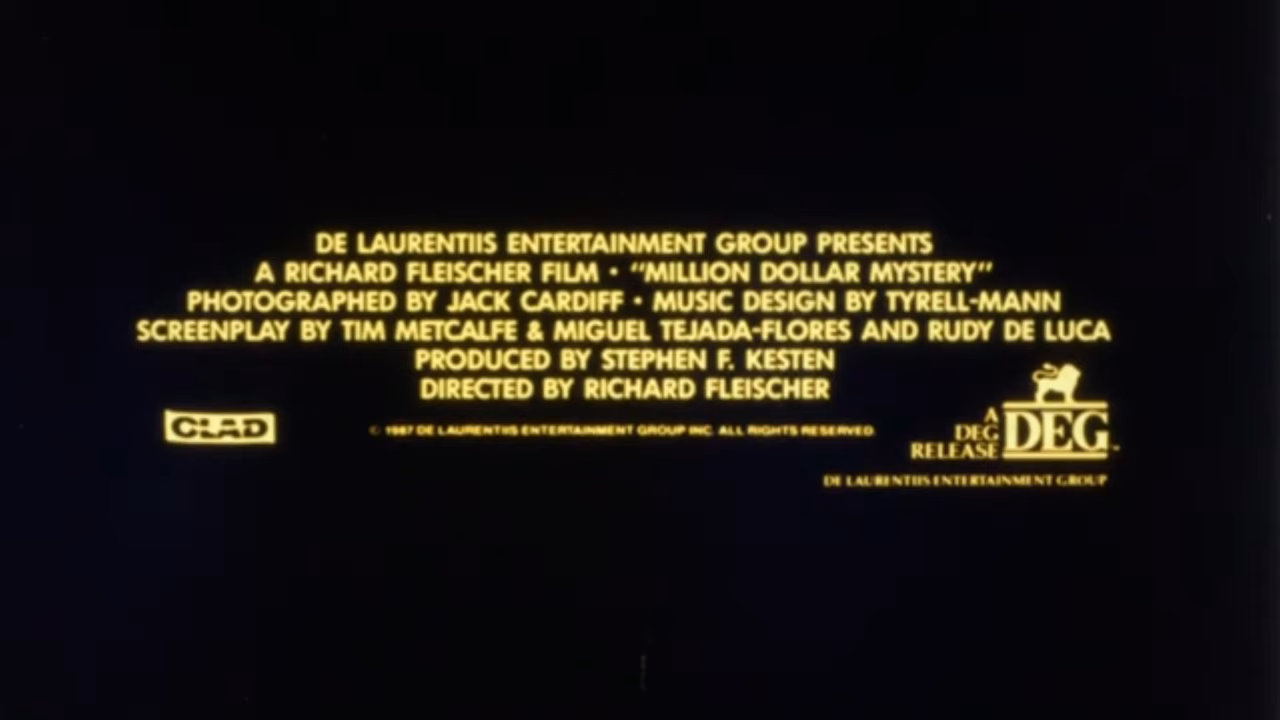 DE LAURENTIIS ENTERTAINMENT GROUP PRESENTS
A RICHARD FLEISCHER FILM • "MILLION DOLLAR MYSTERY"
PHOTOGRAPHED BY JACK CARDIFF • MUSIC DESIGN BY TYRELL-MANN
SCREENPLAY BY TIM METCALFE & MIGUEL TEJADA-FLORES AND RUDY DE LUCA
PRODUCED BY STEPHEN F. KESTEN
DIRECTED BY RICHARD FLEISCHER
GLAD
© 1987 DE LAURENTIIS ENTERTAINMENT GROUP INC. ALL RIGHTS RESERVED.
A
DEG
RELEASE
DEG™
DE LAURENTIIS ENTERTAINMENT GROUP